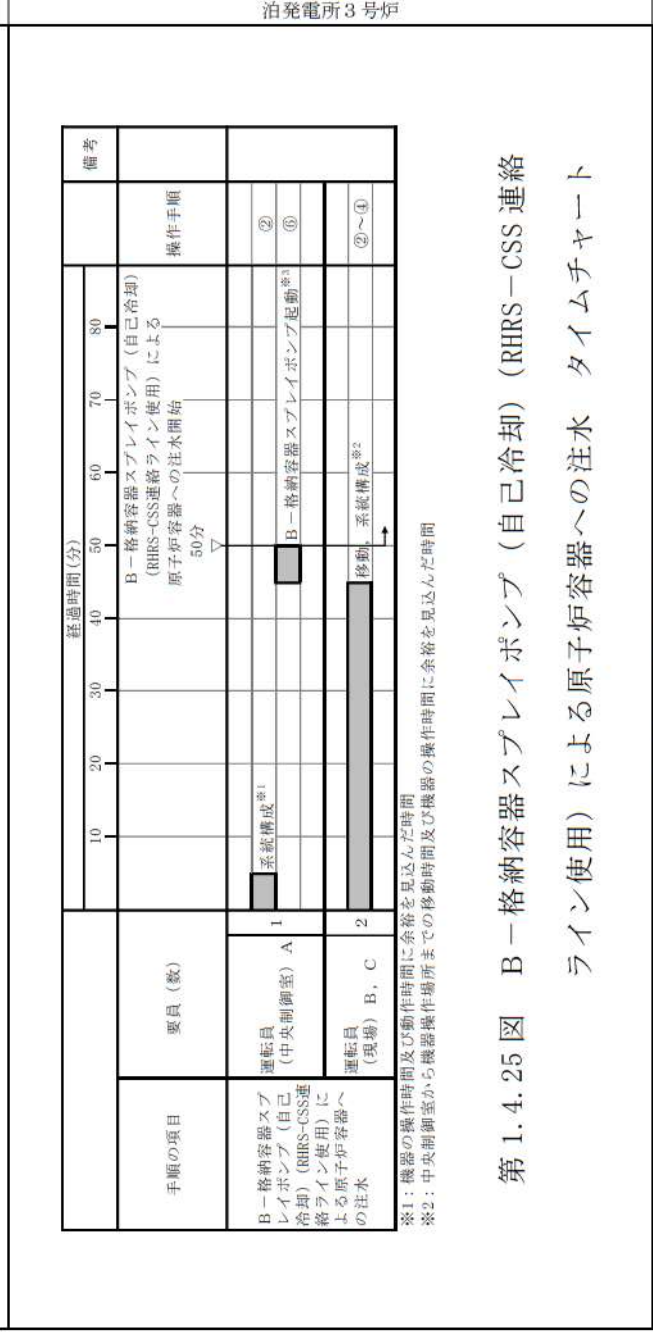 泊発電所３号炉
経過時間(分)
備考
10 20 30 40 50 60 70 80
手順の項目
要員（数）
操作手順
B－格納容器スプレイポンプ（自己冷却）
(RHRS-CSS連絡ライン使用）による
原子炉容器への注水開始
50分
▽
B－格納容器スプ
レイポンプ（自己
冷却）(RHRS-CSS連
絡ライン使用）に
よる原子炉容器へ
の注水
運転員
（中央制御室） A
1
系統構成※1
②
B－格納容器スプレイポンプ起動※3
⑥
運転員
（現場） B, C
2
移動, 系統構成※2
②～④
※1：機器の操作時間及び動作時間に余裕を見込んだ時間
※2：中央制御室から機器操作場所までの移動時間及び機器の操作時間に余裕を見込んだ時間
第 1.4.25 図 B－格納容器スプレイポンプ（自己冷却）(RHRS－CSS 連絡
ライン使用）による原子炉容器への注水 タイムチャート